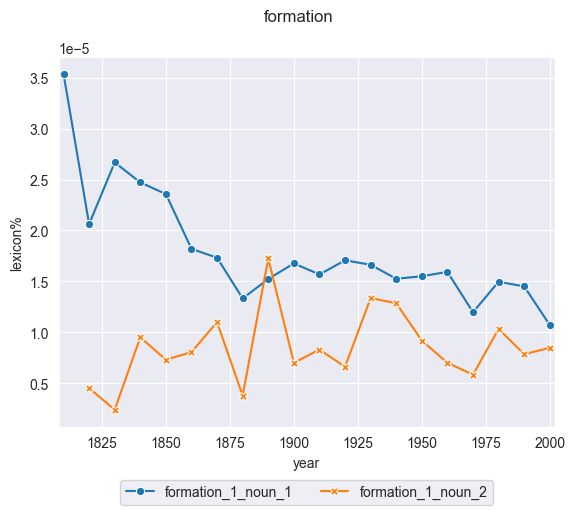 formation
1e−5
3.5
3.0
2.5
2.0
1.5
1.0
0.5
lexicon%
1825 1850 1875 1900 1925 1950 1975 2000
year
formation_1_noun_1 formation_1_noun_2